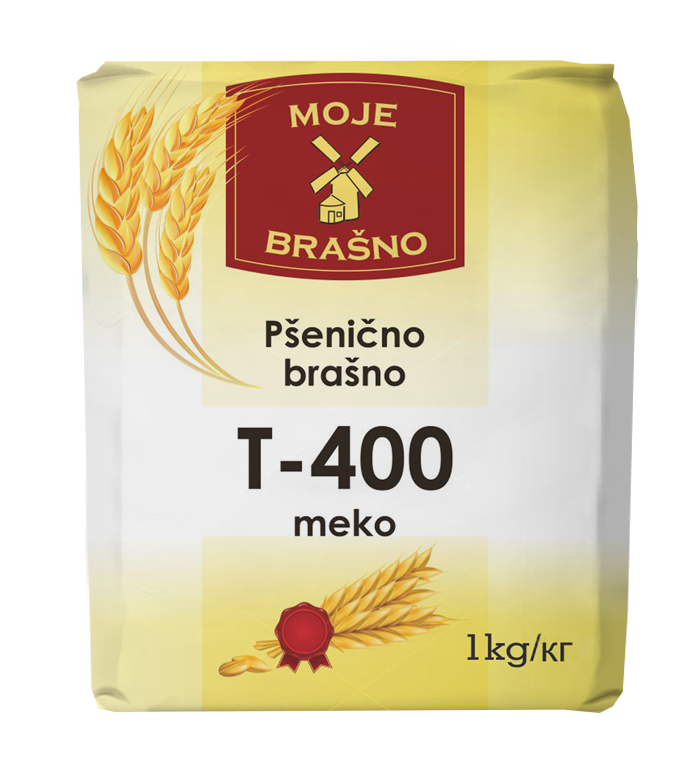 MOJE
BRAŠNO
Pšenično
brašno
T-400
meko
1kg/кг